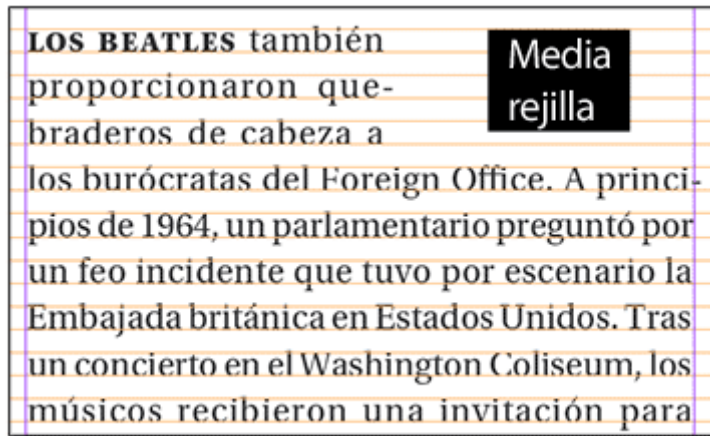 LOS BEATLES también
proporcionaron que-
braderos de cabeza a
los burócratas del Foreign Office. A princi-
pios de 1964, un parlamentario preguntó por
un feo incidente que tuvo por escenario la
Embajada británica en Estados Unidos. Tras
un concierto en el Washington Coliseum, los
músicos recibieron una invitación para
Media
rejilla